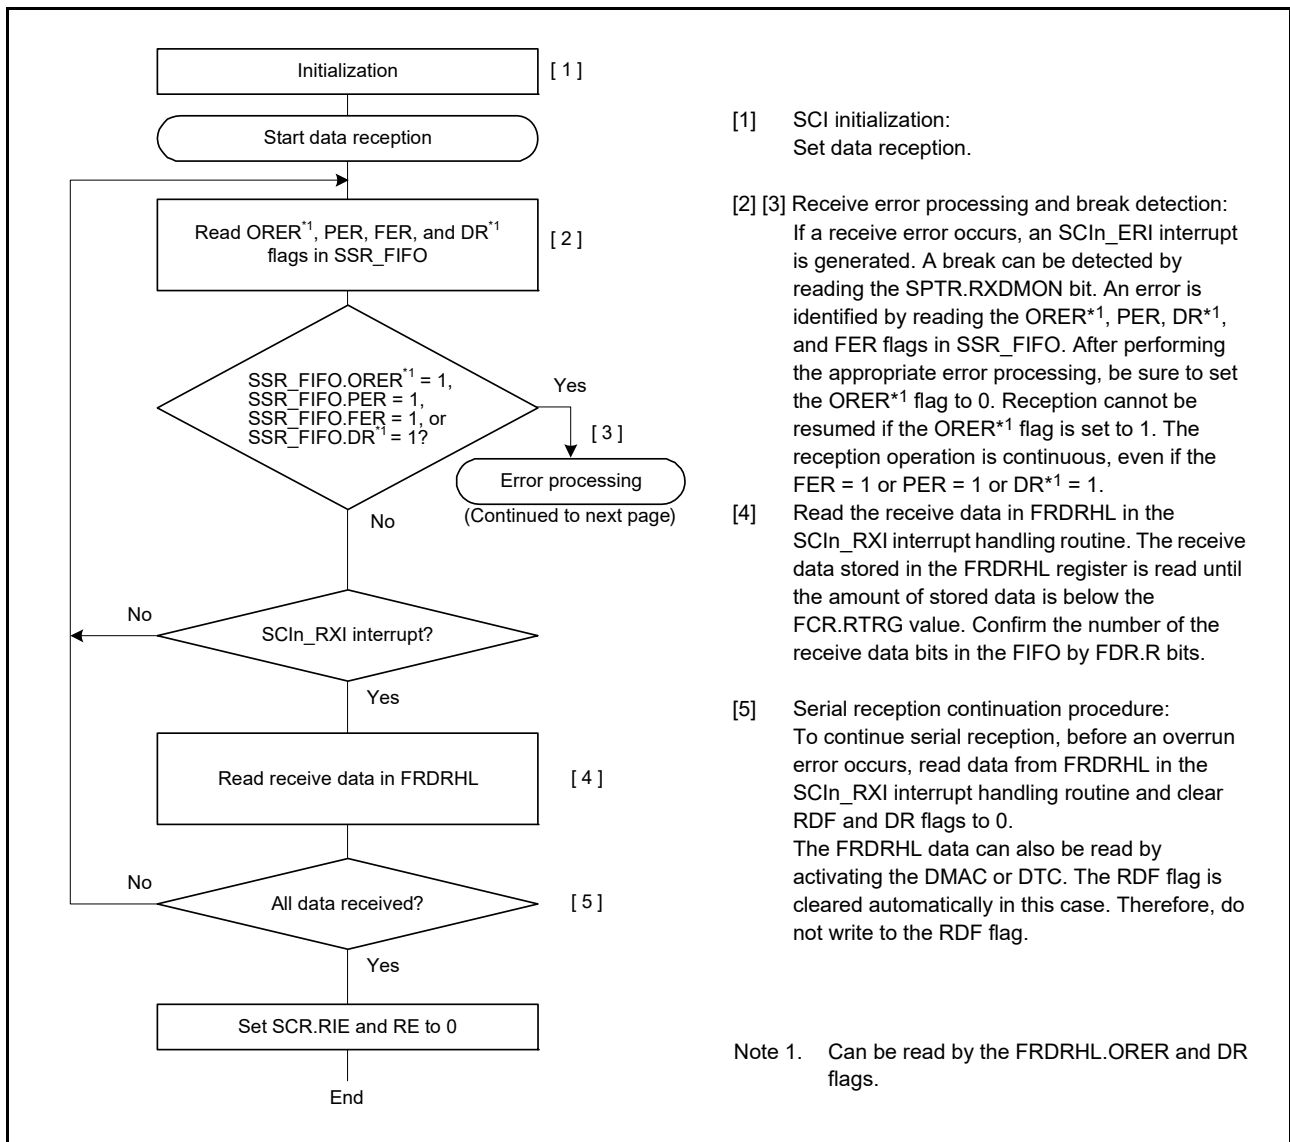 Initialization
[ 1 ]
Start data reception
Read ORER*1, PER, FER, and DR*1
flags in SSR_FIFO
[ 2 ]
SSR_FIFO.ORER*1 = 1,
SSR_FIFO.PER = 1,
SSR_FIFO.FER = 1, or
SSR_FIFO.DR*1 = 1?
Yes
[ 3 ]
Error processing
(Continued to next page)
No
No
SCIn_RXI interrupt?
Yes
Read receive data in FRDRHL
[ 4 ]
No
All data received?
[ 5 ]
Yes
Set SCR.RIE and RE to 0
End
[1] SCI initialization:
Set data reception.
[2] [3] Receive error processing and break detection:
If a receive error occurs, an SCIn_ERI interrupt
is generated. A break can be detected by
reading the SPTR.RXDMON bit. An error is
identified by reading the ORER*1, PER, DR*1,
and FER flags in SSR_FIFO. After performing
the appropriate error processing, be sure to set
the ORER*1 flag to 0. Reception cannot be
resumed if the ORER*1 flag is set to 1. The
reception operation is continuous, even if the
FER = 1 or PER = 1 or DR*1 = 1.
[4] Read the receive data in FRDRHL in the
SCIn_RXI interrupt handling routine. The receive
data stored in the FRDRHL register is read until
the amount of stored data is below the
FCR.RTRG value. Confirm the number of the
receive data bits in the FIFO by FDR.R bits.
[5] Serial reception continuation procedure:
To continue serial reception, before an overrun
error occurs, read data from FRDRHL in the
SCIn_RXI interrupt handling routine and clear
RDF and DR flags to 0.
The FRDRHL data can also be read by
activating the DMAC or DTC. The RDF flag is
cleared automatically in this case. Therefore, do
not write to the RDF flag.
Note 1. Can be read by the FRDRHL.ORER and DR
flags.